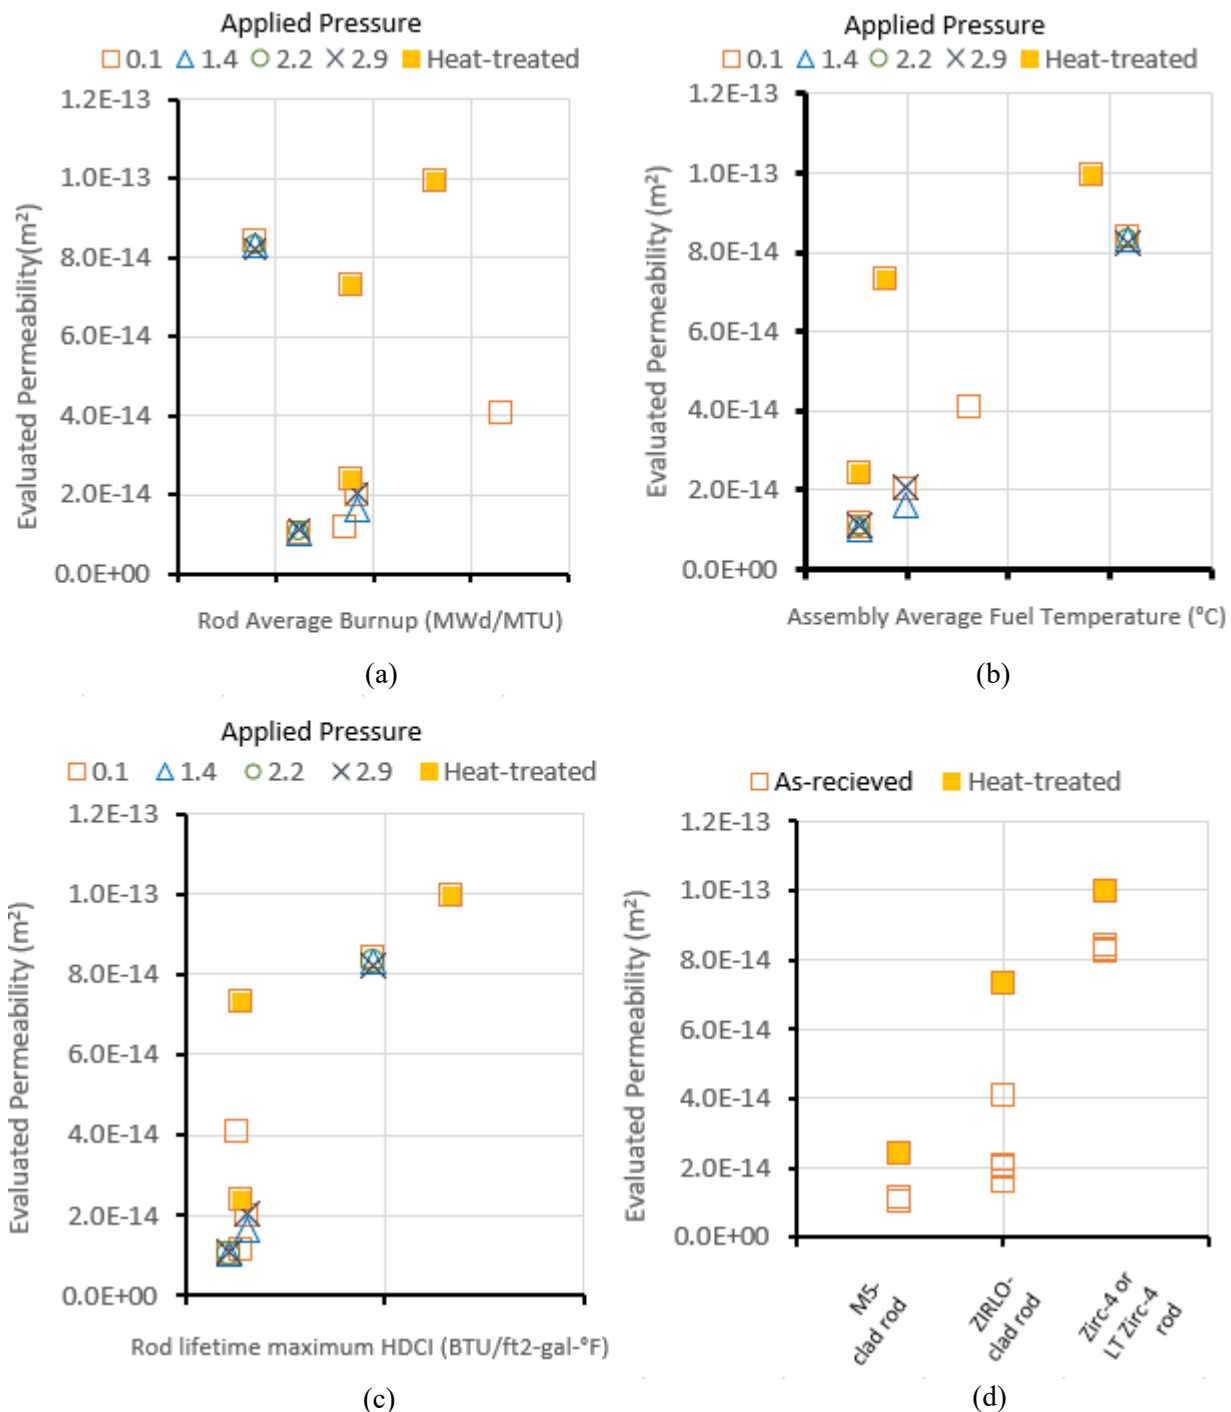 Applied Pressure
0.1 1.4 2.2 2.9 Heat-treated
1.2E-13
1.0E-13
8.0E-14
6.0E-14
4.0E-14
2.0E-14
0.0E+00
Evaluated Permeability(m²)
Rod Average Burnup (MWd/MTU)
(a)
Applied Pressure
0.1 1.4 2.2 2.9 Heat-treated
1.2E-13
1.0E-13
8.0E-14
6.0E-14
4.0E-14
2.0E-14
0.0E+00
Evaluated Permeability (m²)
Assembly Average Fuel Temperature (°C)
(b)
Applied Pressure
0.1 1.4 2.2 2.9 Heat-treated
1.2E-13
1.0E-13
8.0E-14
6.0E-14
4.0E-14
2.0E-14
0.0E+00
Evaluated Permeability (m²)
Rod lifetime maximum HDCI (BTU/ft2-gal-°F)
(c)
As-recieved Heat-treated
1.2E-13
1.0E-13
8.0E-14
6.0E-14
4.0E-14
2.0E-14
0.0E+00
Evaluated Permeability (m²)
M5-
clad rod
ZIRLO-
clad rod
Zirc-4 or
LT Zirc-4
rod
(d)